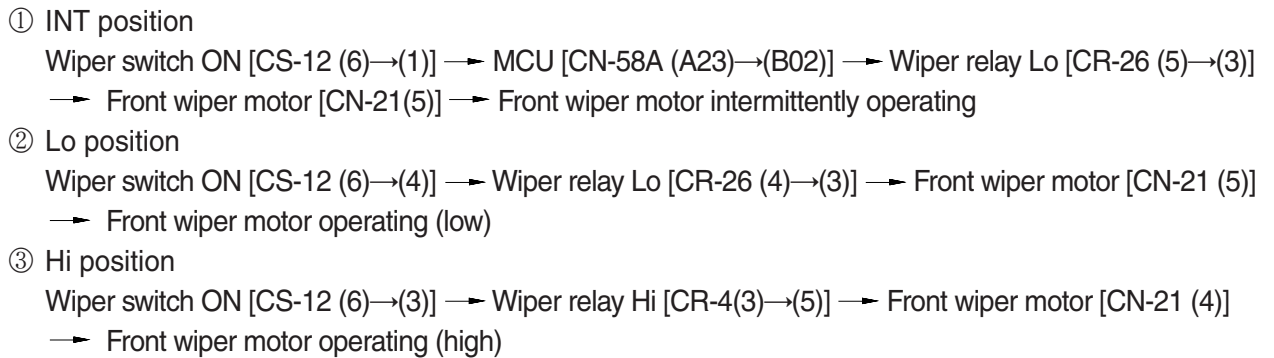 ① INT position
Wiper switch ON [CS-12 (6)→(1)] → MCU [CN-58A (A23)→(B02)] → Wiper relay Lo [CR-26 (5)→(3)]
→ Front wiper motor [CN-21(5)] → Front wiper motor intermittently operating
② Lo position
Wiper switch ON [CS-12 (6)→(4)] → Wiper relay Lo [CR-26 (4)→(3)] → Front wiper motor [CN-21 (5)]
→ Front wiper motor operating (low)
③ Hi position
Wiper switch ON [CS-12 (6)→(3)] → Wiper relay Hi [CR-4(3)→(5)] → Front wiper motor [CN-21 (4)]
→ Front wiper motor operating (high)